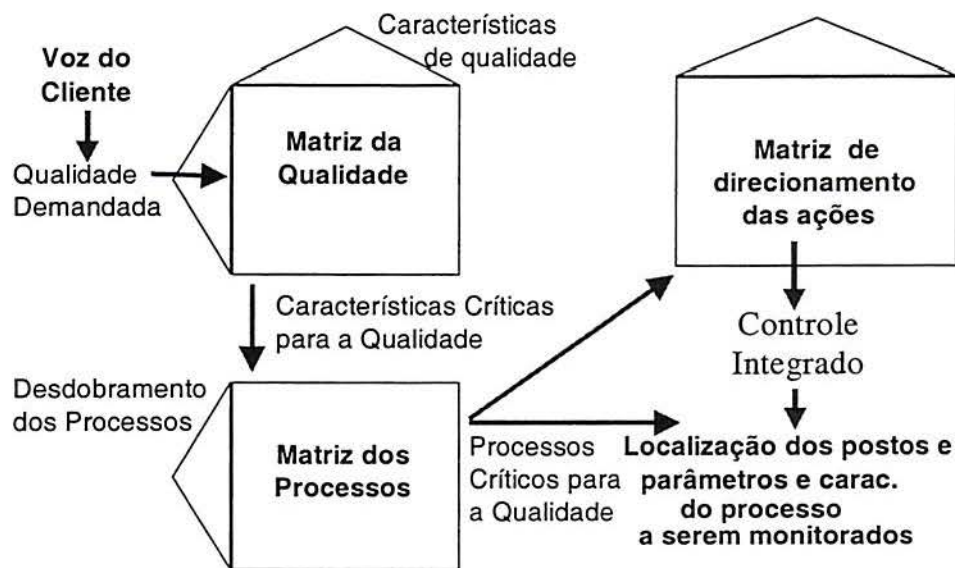 Voz do
Cliente
Qualidade
Demandada
Características
de qualidade
Matriz da
Qualidade
Características Críticas
para a Qualidade
Desdobramento
dos Processos
Matriz dos
Processos
Processos
Críticos para
a Qualidade
Matriz de
direcionamento
das ações
Controle
Integrado
Localização dos postos e
parâmetros e carac.
do processo
a serem monitorados